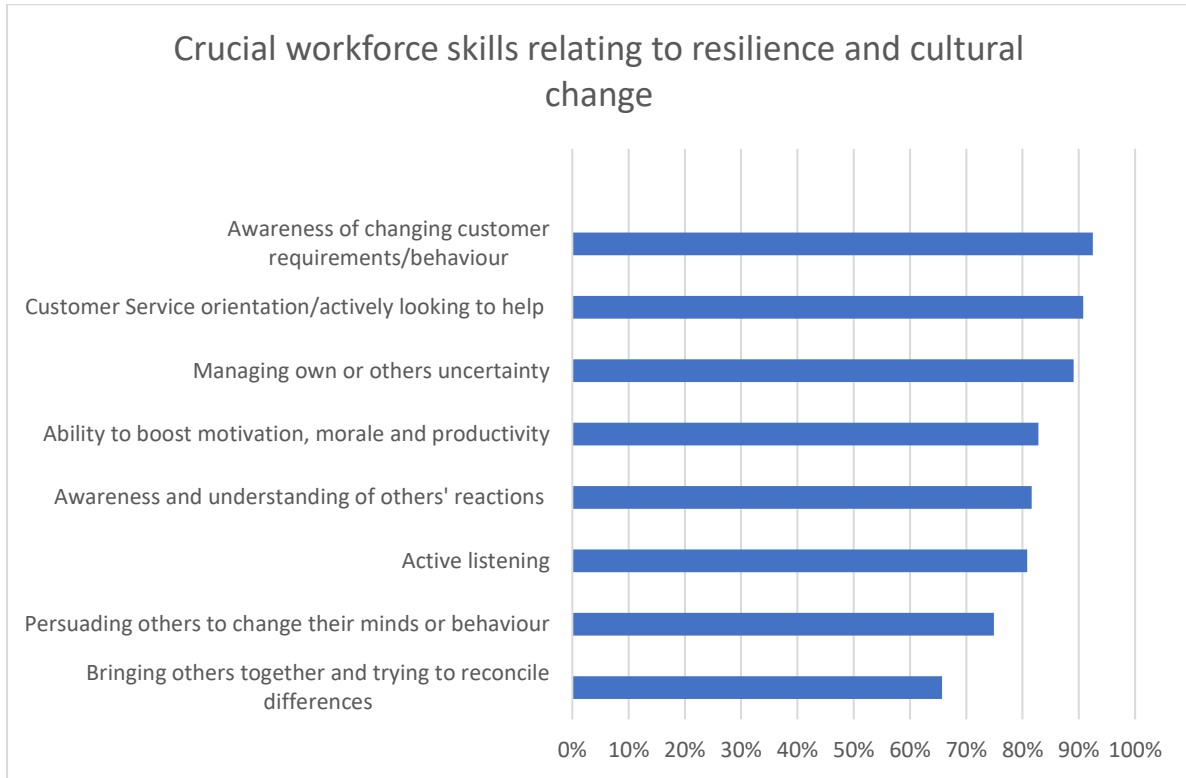 Crucial workforce skills relating to resilience and cultural
change
Awareness of changing customer
requirements/behaviour
Customer Service orientation/actively looking to help
Managing own or others uncertainty
Ability to boost motivation, morale and productivity
Awareness and understanding of others' reactions
Active listening
Persuading others to change their minds or behaviour
Bringing others together and trying to reconcile
differences
0% 10% 20% 30% 40% 50% 60% 70% 80% 90% 100%